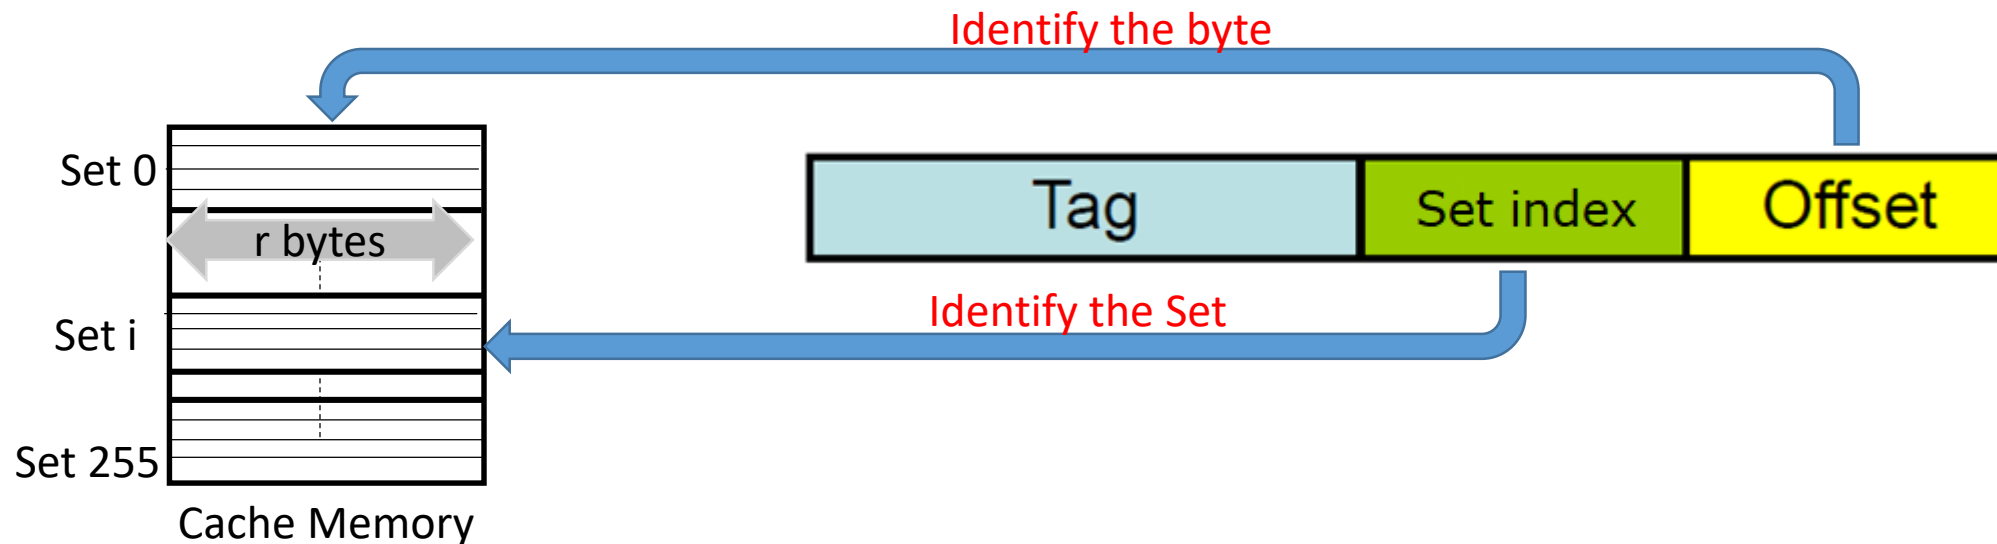 Identify the byte
Set 0
Tag
Set index
Offset
r bytes
Identify the Set
Set i
Set 255
Cache Memory